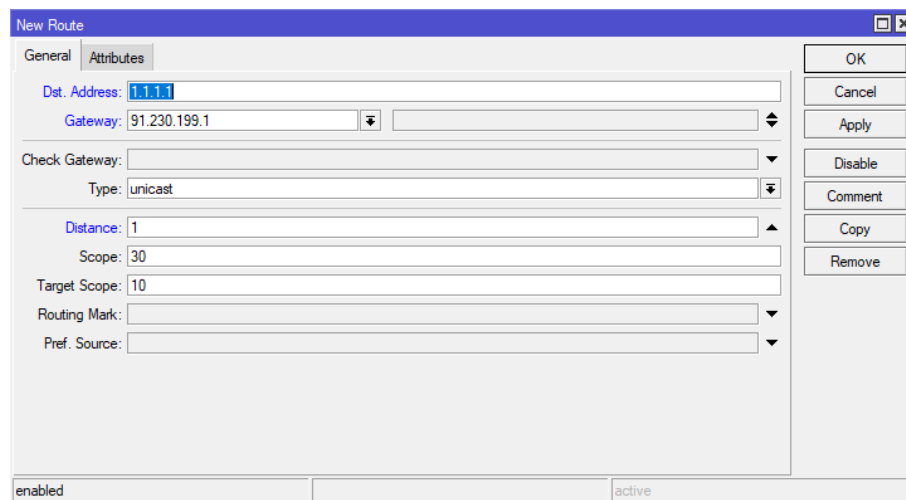 New Route
General Attributes
OK
Dst. Address: 1.1.1.1
Cancel
Gateway: 91.230.199.1
Apply
Check Gateway:
Disable
Type: unicast
Comment
Distance: 1
Copy
Scope: 30
Remove
Target Scope: 10
Routing Mark:
Pref. Source:
enabled
active